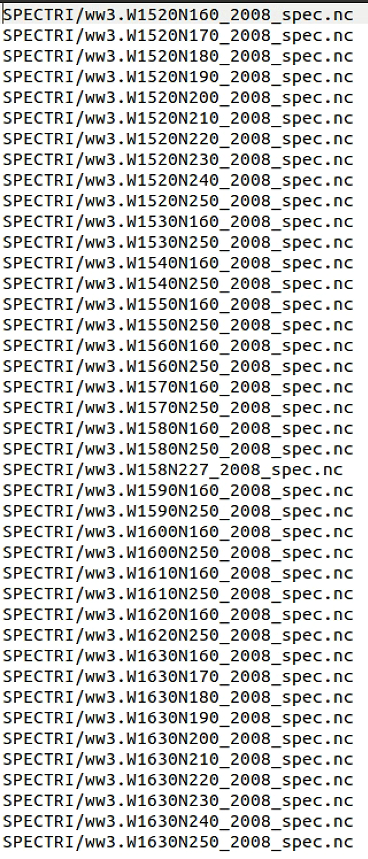 SPECTRI/ww3.W1520N160_2008_spec.nc
SPECTRI/ww3.W1520N170_2008_spec.nc
SPECTRI/ww3.W1520N180_2008_spec.nc
SPECTRI/ww3.W1520N190_2008_spec.nc
SPECTRI/ww3.W1520N200_2008_spec.nc
SPECTRI/ww3.W1520N210_2008_spec.nc
SPECTRI/ww3.W1520N220_2008_spec.nc
SPECTRI/ww3.W1520N230_2008_spec.nc
SPECTRI/ww3.W1520N240_2008_spec.nc
SPECTRI/ww3.W1520N250_2008_spec.nc
SPECTRI/ww3.W1530N160_2008_spec.nc
SPECTRI/ww3.W1530N250_2008_spec.nc
SPECTRI/ww3.W1540N160_2008_spec.nc
SPECTRI/ww3.W1540N250_2008_spec.nc
SPECTRI/ww3.W1550N160_2008_spec.nc
SPECTRI/ww3.W1550N250_2008_spec.nc
SPECTRI/ww3.W1560N160_2008_spec.nc
SPECTRI/ww3.W1560N250_2008_spec.nc
SPECTRI/ww3.W1570N160_2008_spec.nc
SPECTRI/ww3.W1570N250_2008_spec.nc
SPECTRI/ww3.W1580N160_2008_spec.nc
SPECTRI/ww3.W1580N250_2008_spec.nc
SPECTRI/ww3.W158N227_2008_spec.nc
SPECTRI/ww3.W1590N160_2008_spec.nc
SPECTRI/ww3.W1590N250_2008_spec.nc
SPECTRI/ww3.W1600N160_2008_spec.nc
SPECTRI/ww3.W1600N250_2008_spec.nc
SPECTRI/ww3.W1610N160_2008_spec.nc
SPECTRI/ww3.W1610N250_2008_spec.nc
SPECTRI/ww3.W1620N160_2008_spec.nc
SPECTRI/ww3.W1620N250_2008_spec.nc
SPECTRI/ww3.W1630N160_2008_spec.nc
SPECTRI/ww3.W1630N170_2008_spec.nc
SPECTRI/ww3.W1630N180_2008_spec.nc
SPECTRI/ww3.W1630N190_2008_spec.nc
SPECTRI/ww3.W1630N200_2008_spec.nc
SPECTRI/ww3.W1630N210_2008_spec.nc
SPECTRI/ww3.W1630N220_2008_spec.nc
SPECTRI/ww3.W1630N230_2008_spec.nc
SPECTRI/ww3.W1630N240_2008_spec.nc
SPECTRI/ww3.W1630N250_2008_spec.nc